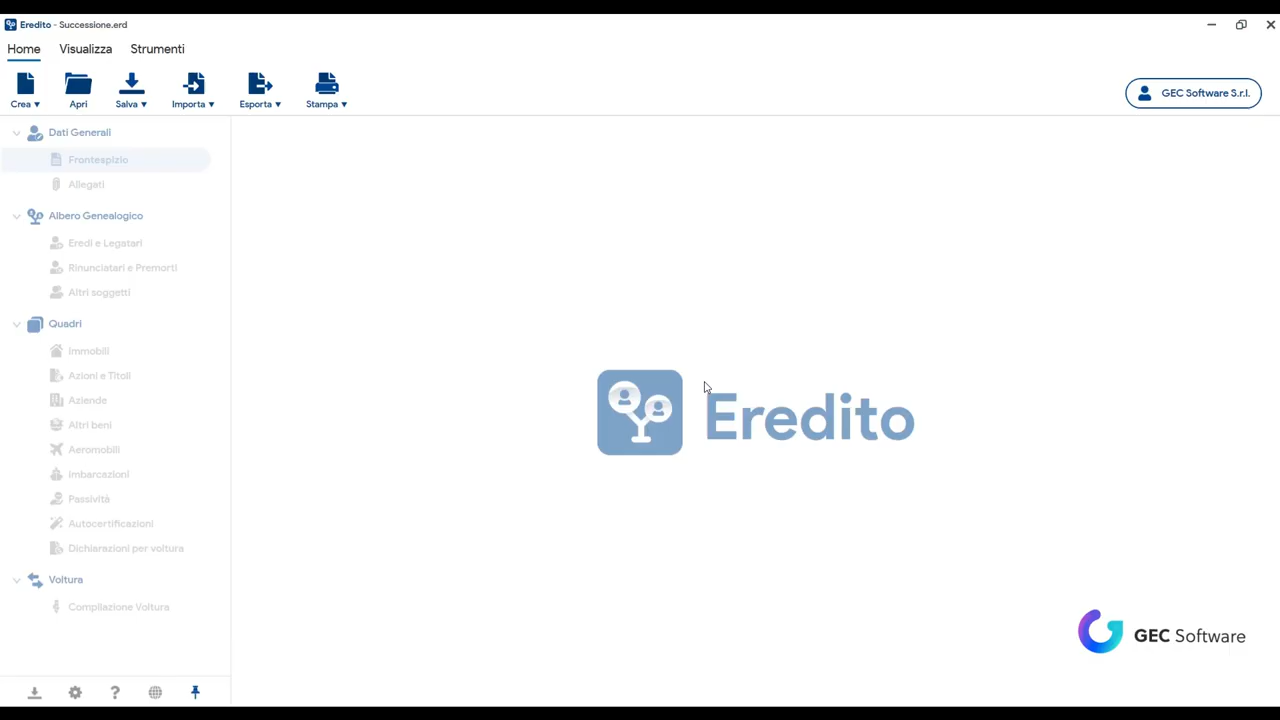 Eredito - Successione.erd
Home Visualizza Strumenti
Crea Apri Salva Importa Esporta Stampa
GEC Software S.r.l.
Dati Generali
Frontespizio
Allegati
Albero Genealogico
Eredi e Legatari
Rinunciatari e Premorti
Altri soggetti
Quadri
Immobili
Azioni e Titoli
Aziende
Altri beni
Aeromobili
Imbarcazioni
Passività
Autocertificazioni
Dichiarazioni per voltura
Voltura
Compilazione Voltura
Eredito
GEC Software